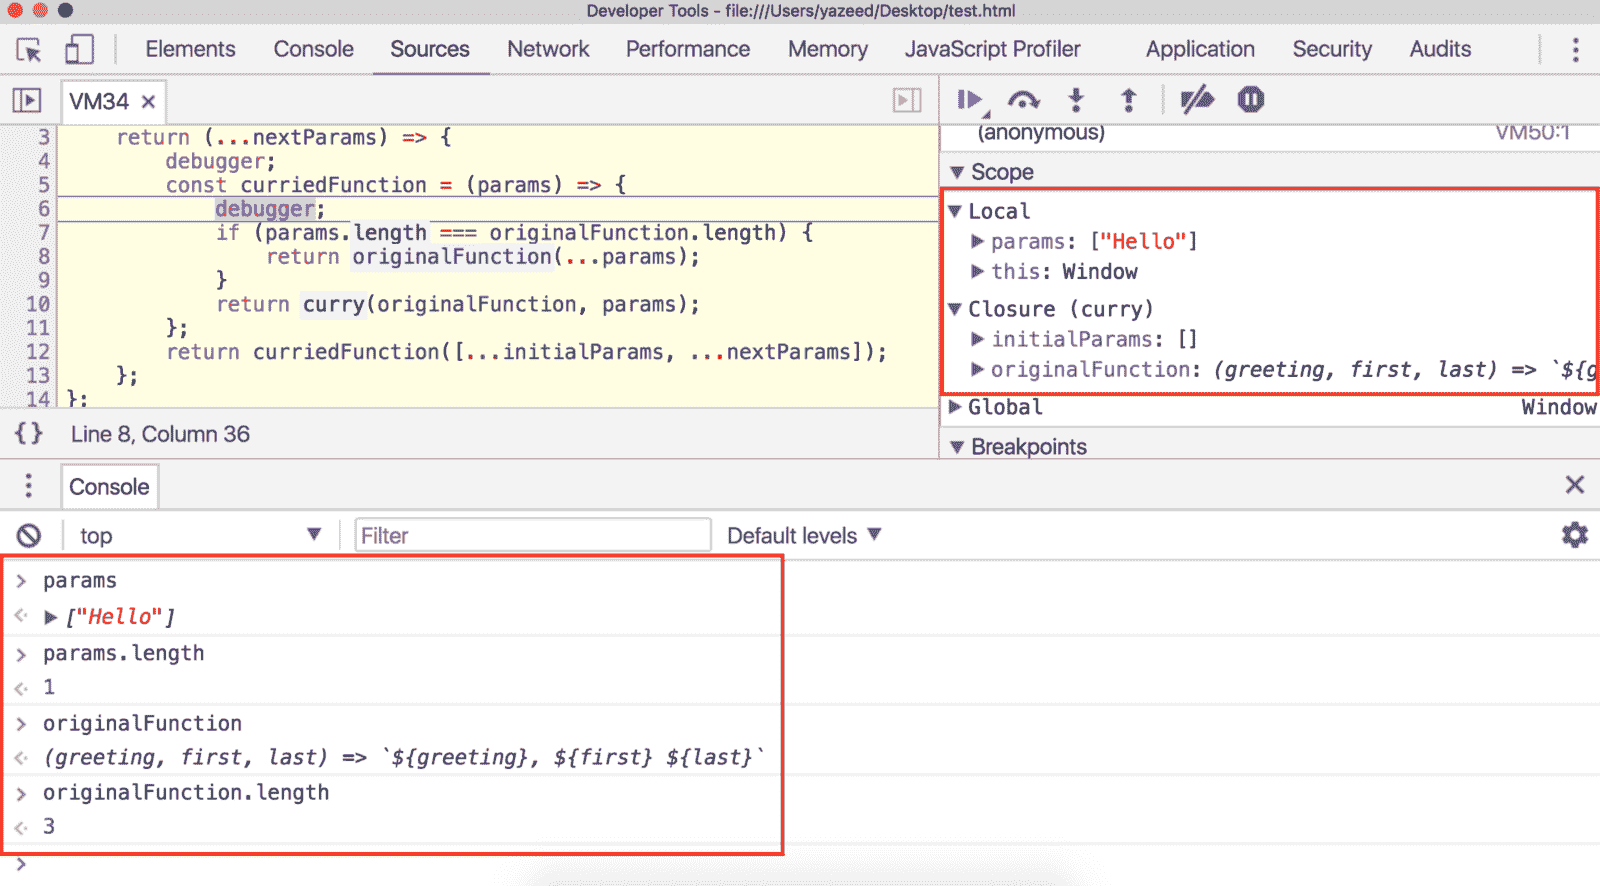 Developer Tools - file:///Users/yazeed/Desktop/test.html
Elements Console Sources Network Performance Memory JavaScript Profiler Application Security Audits
VM34 ×
3 return (...nextParams) => {
4 debugger;
5 const curriedFunction = (params) => {
6 debugger;
7 if (params.length === originalFunction.length) {
8 return originalFunction(...params);
9 }
10 return curry(originalFunction, params);
11 };
12 return curriedFunction([...initialParams, ...nextParams]);
13 };
14 };
{} Line 8, Column 36
(anonymous) VM50:1
▼ Scope
▼ Local
▶ params: ["Hello"]
▶ this: Window
▼ Closure (curry)
▶ initialParams: []
▶ originalFunction: (greeting, first, last) => `${g
▶ Global Window
▼ Breakpoints
Console
top ▼ Filter Default levels ▼
> params
<· ▶ ["Hello"]
> params.length
<· 1
> originalFunction
<· (greeting, first, last) => `${greeting}, ${first} ${last}`
> originalFunction.length
<· 3
>